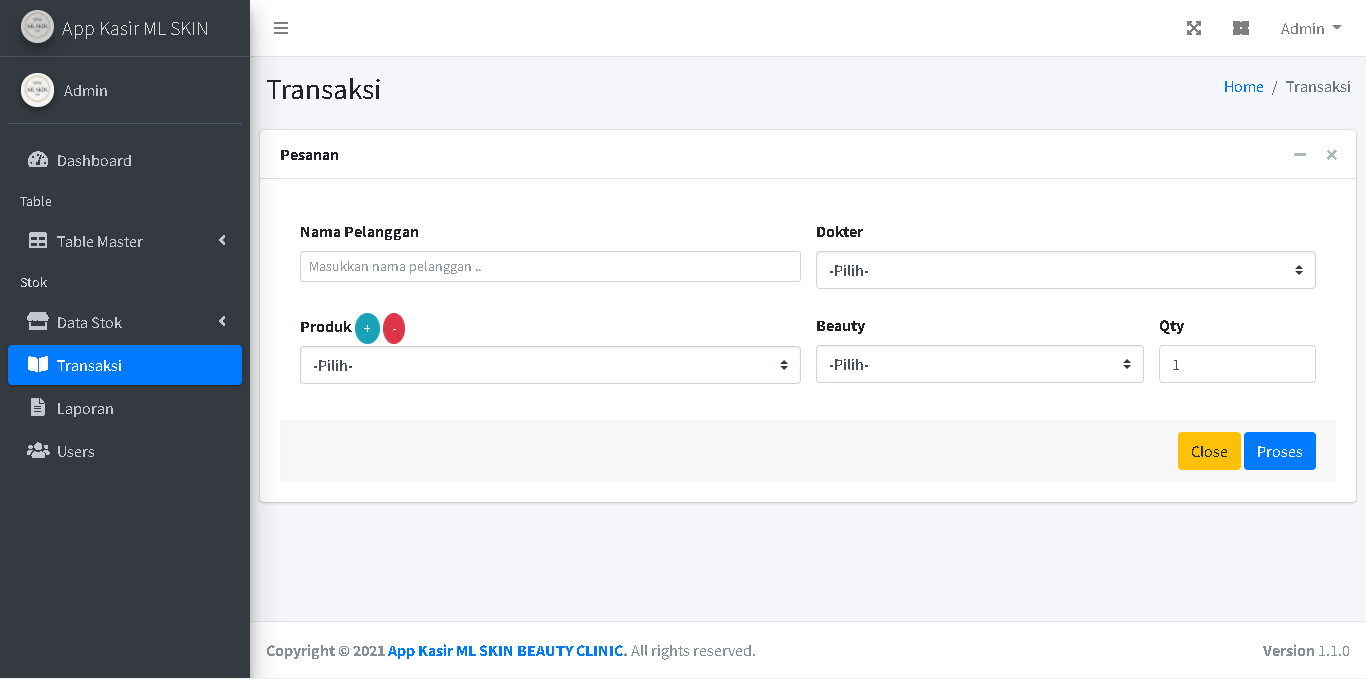 App Kasir ML SKIN
Admin
Admin
Dashboard
Table
Table Master
Stok
Data Stok
Transaksi
Laporan
Users
Transaksi
Home / Transaksi
Pesanan
Nama Pelanggan
Dokter
Masukkan nama pelanggan ..
-Pilih-
Produk + -
Beauty
Qty
-Pilih-
-Pilih-
1
Close
Proses
Copyright © 2021 App Kasir ML SKIN BEAUTY CLINIC. All rights reserved.
Version 1.1.0